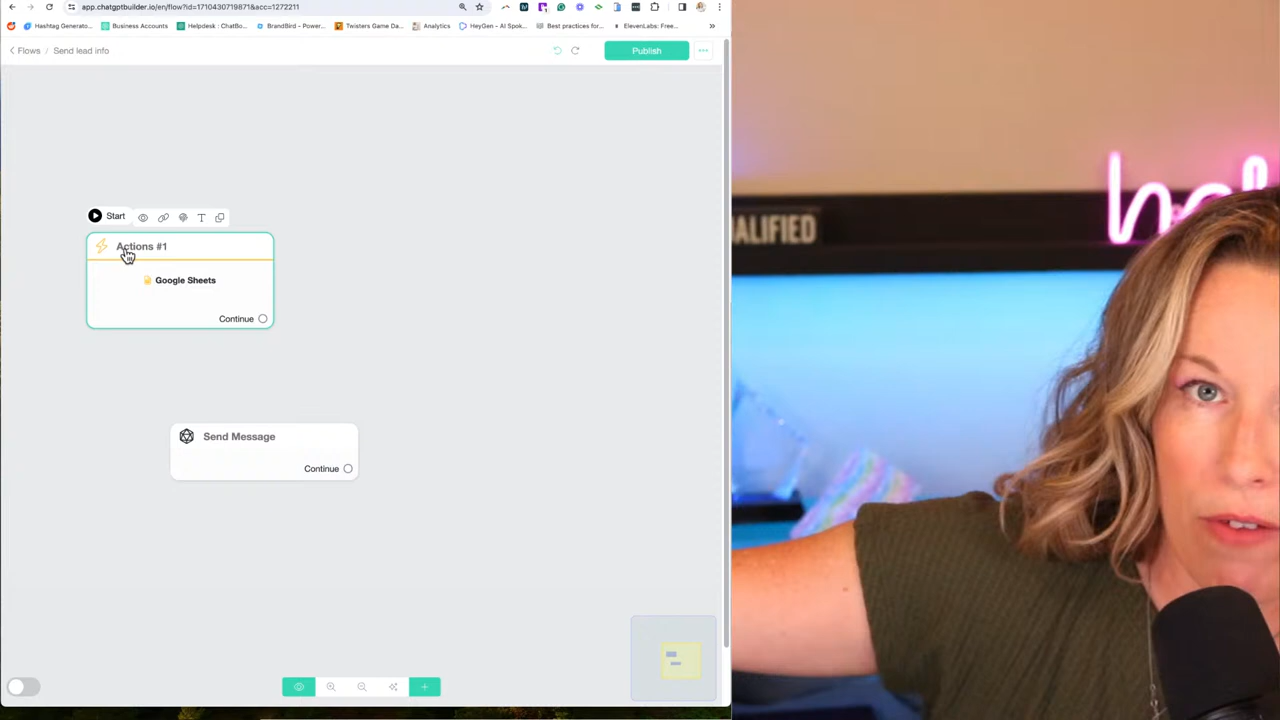 app.chatgptbuilder.io/en/flow?id=1710430719871&acc=1272211
Hashtag Generato...
Business Accounts
Helpdesk : ChatBo...
BrandBird – Power...
Twisters Game Da...
Analytics
HeyGen - AI Spok...
Best practices for...
ElevenLabs: Free...
Flows / Send lead info
Publish
Start
Actions #1
Google Sheets
Continue
Send Message
Continue
ALIFIED